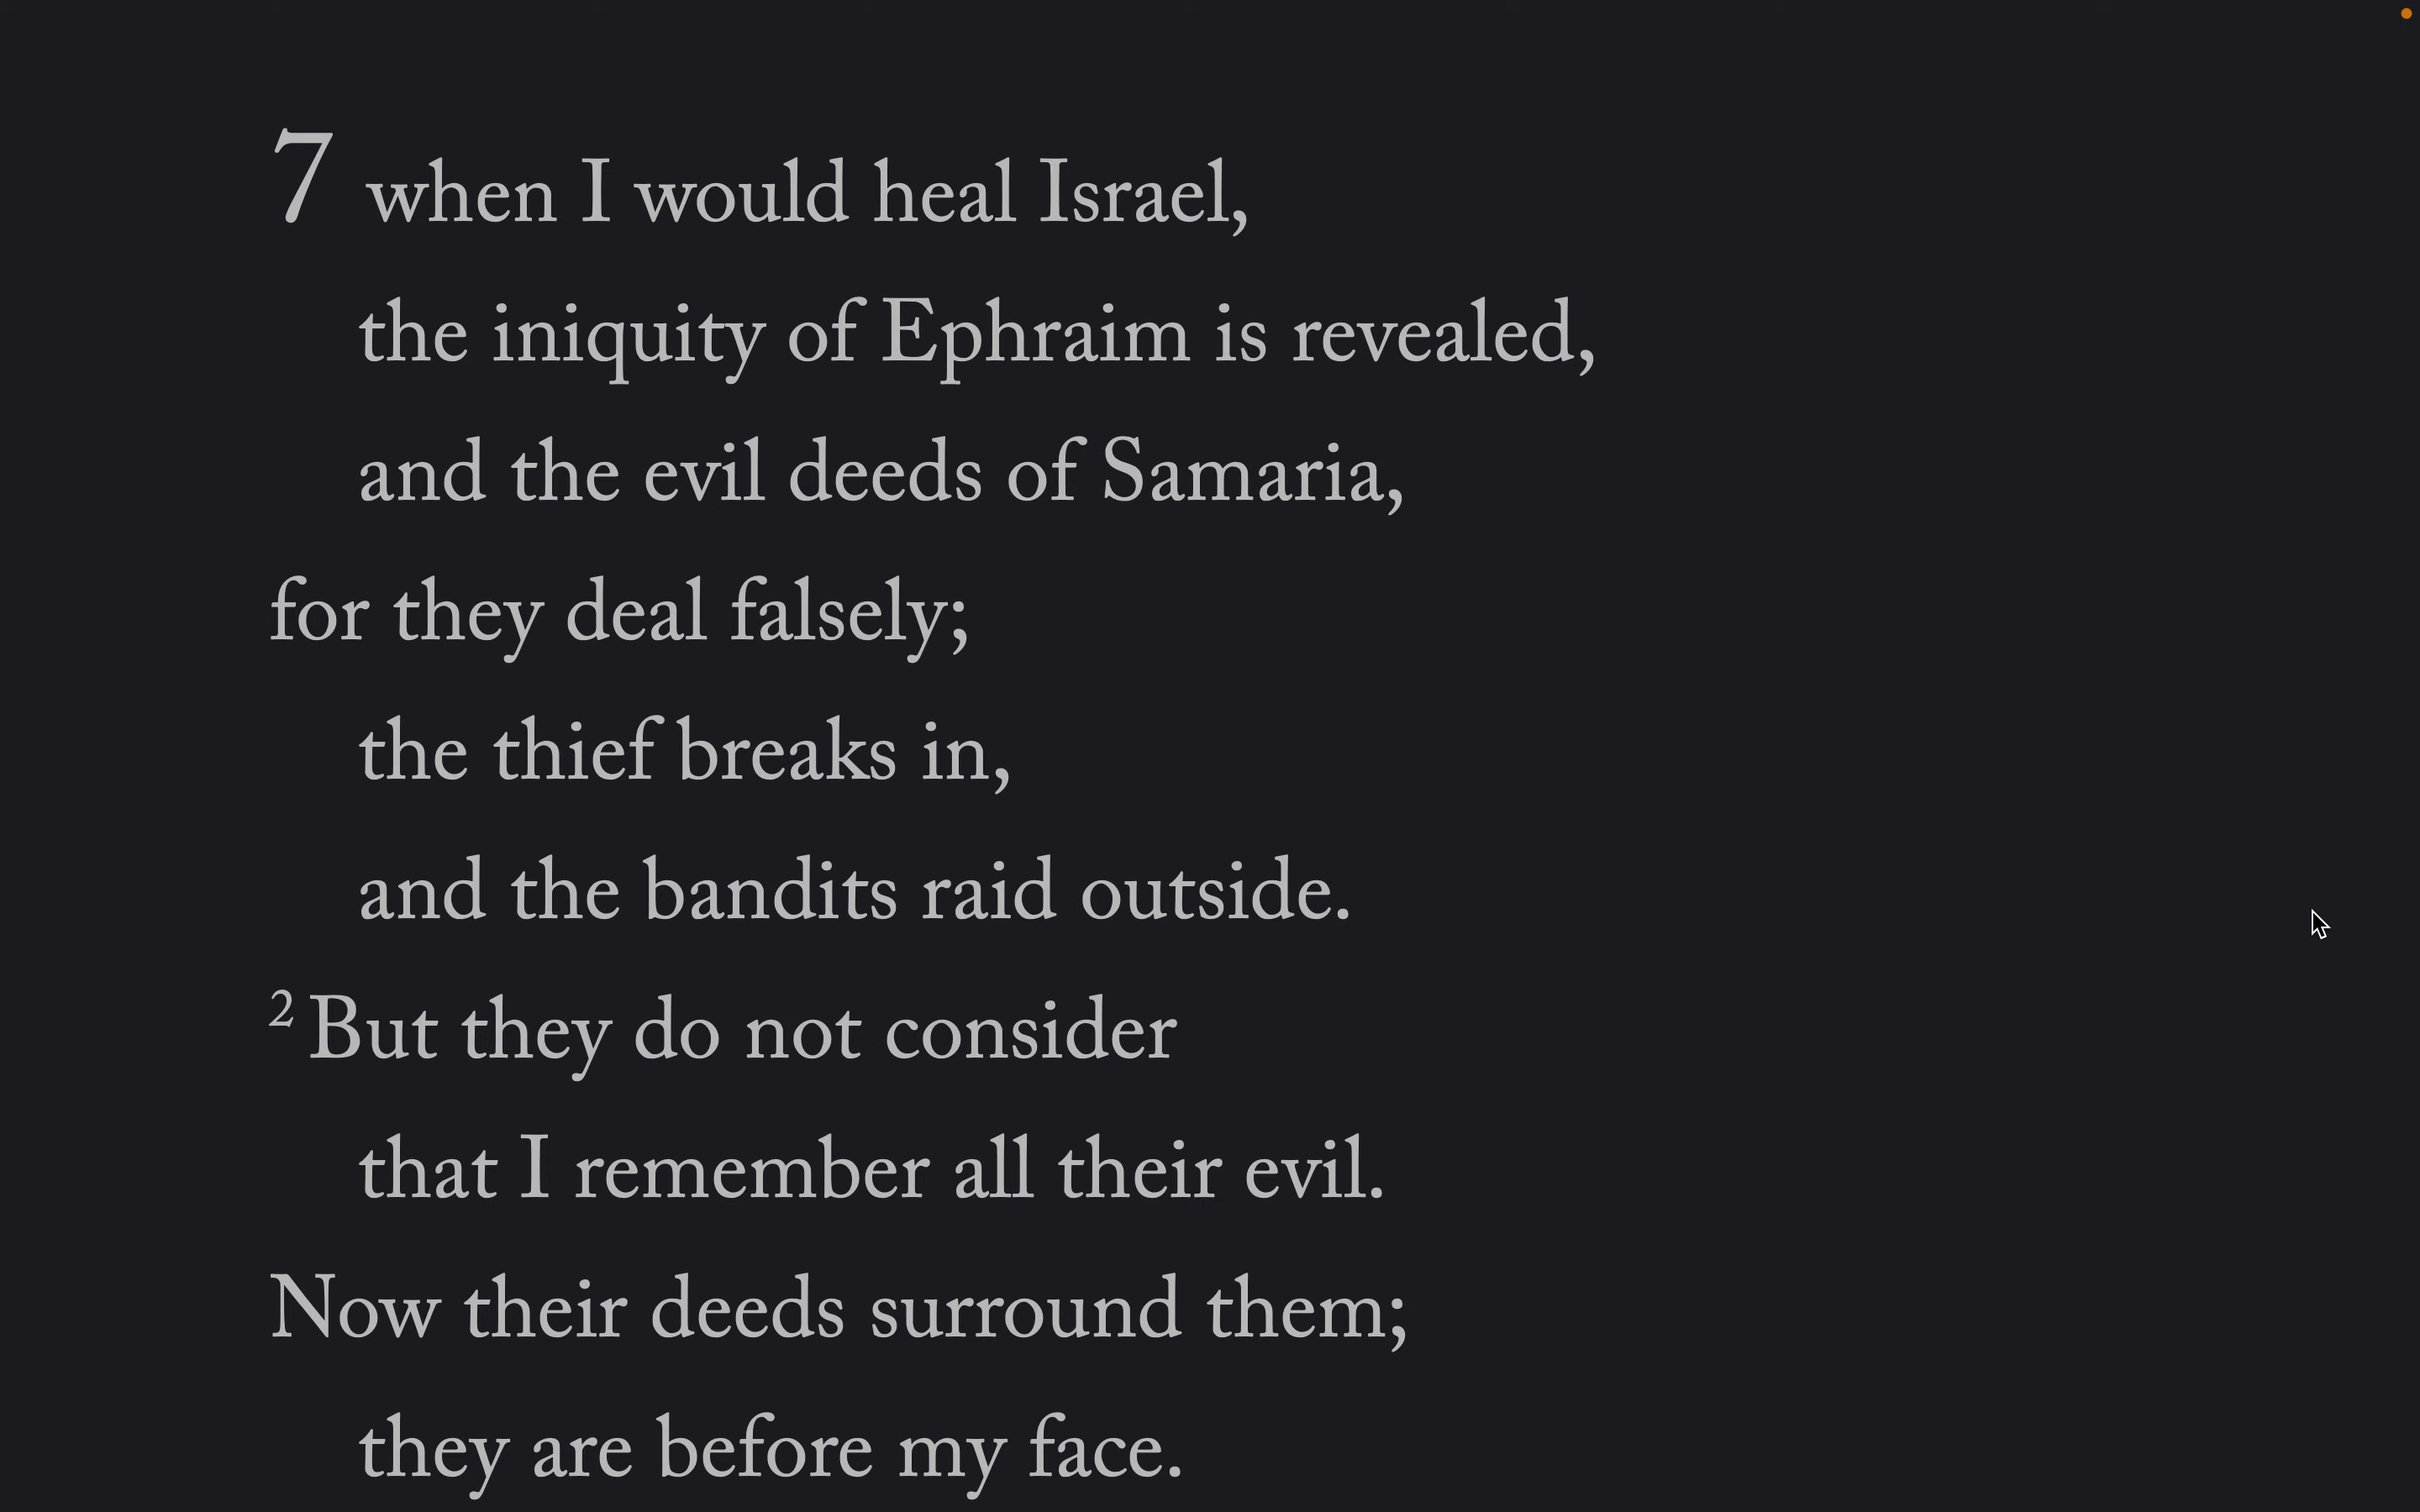 7 when I would heal Israel,
the iniquity of Ephraim is revealed,
and the evil deeds of Samaria,
for they deal falsely;
the thief breaks in,
and the bandits raid outside.
2 But they do not consider
that I remember all their evil.
Now their deeds surround them;
they are before my face.